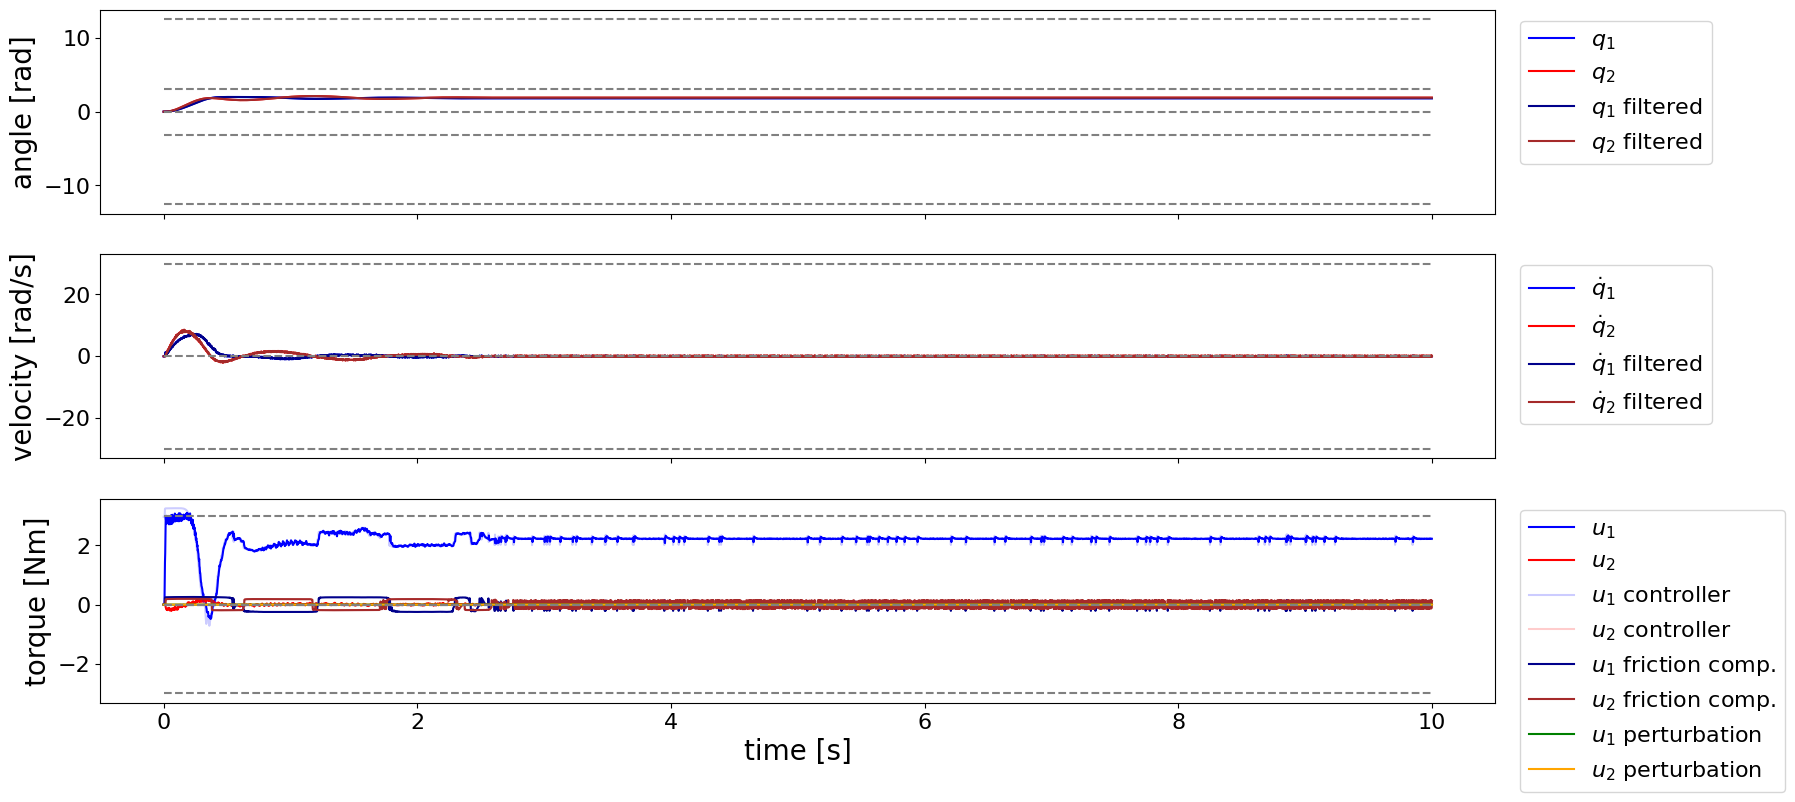 angle [rad]
10
0
−10
q₁
q₂
q₁ filtered
q₂ filtered
velocity [rad/s]
20
0
−20
q̇₁
q̇₂
q̇₁ filtered
q̇₂ filtered
torque [Nm]
2
0
−2
0 2 4 6 8 10
time [s]
u₁
u₂
u₁ controller
u₂ controller
u₁ friction comp.
u₂ friction comp.
u₁ perturbation
u₂ perturbation